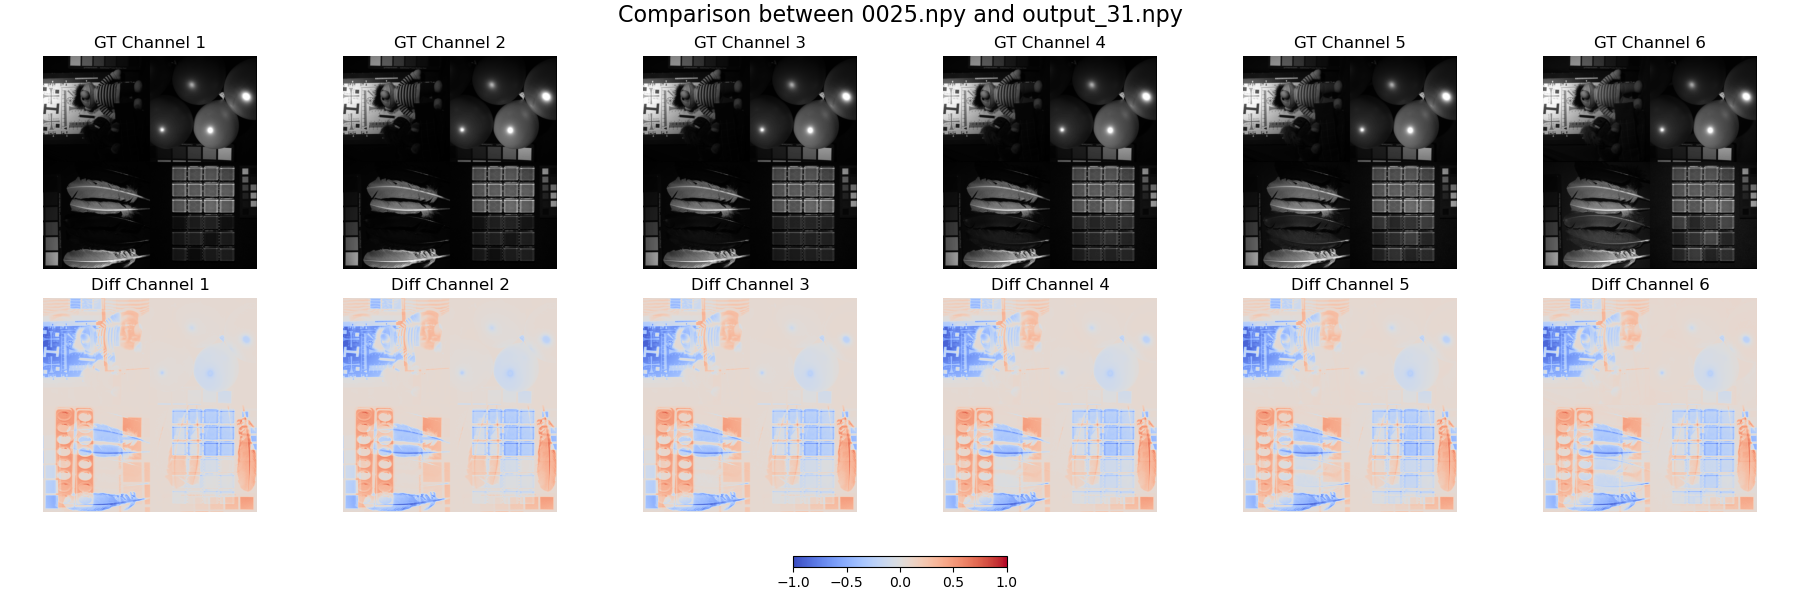 Comparison between 0025.npy and output_31.npy
GT Channel 1
GT Channel 2
GT Channel 3
GT Channel 4
GT Channel 5
GT Channel 6
Diff Channel 1
Diff Channel 2
Diff Channel 3
Diff Channel 4
Diff Channel 5
Diff Channel 6
−1.0 −0.5 0.0 0.5 1.0